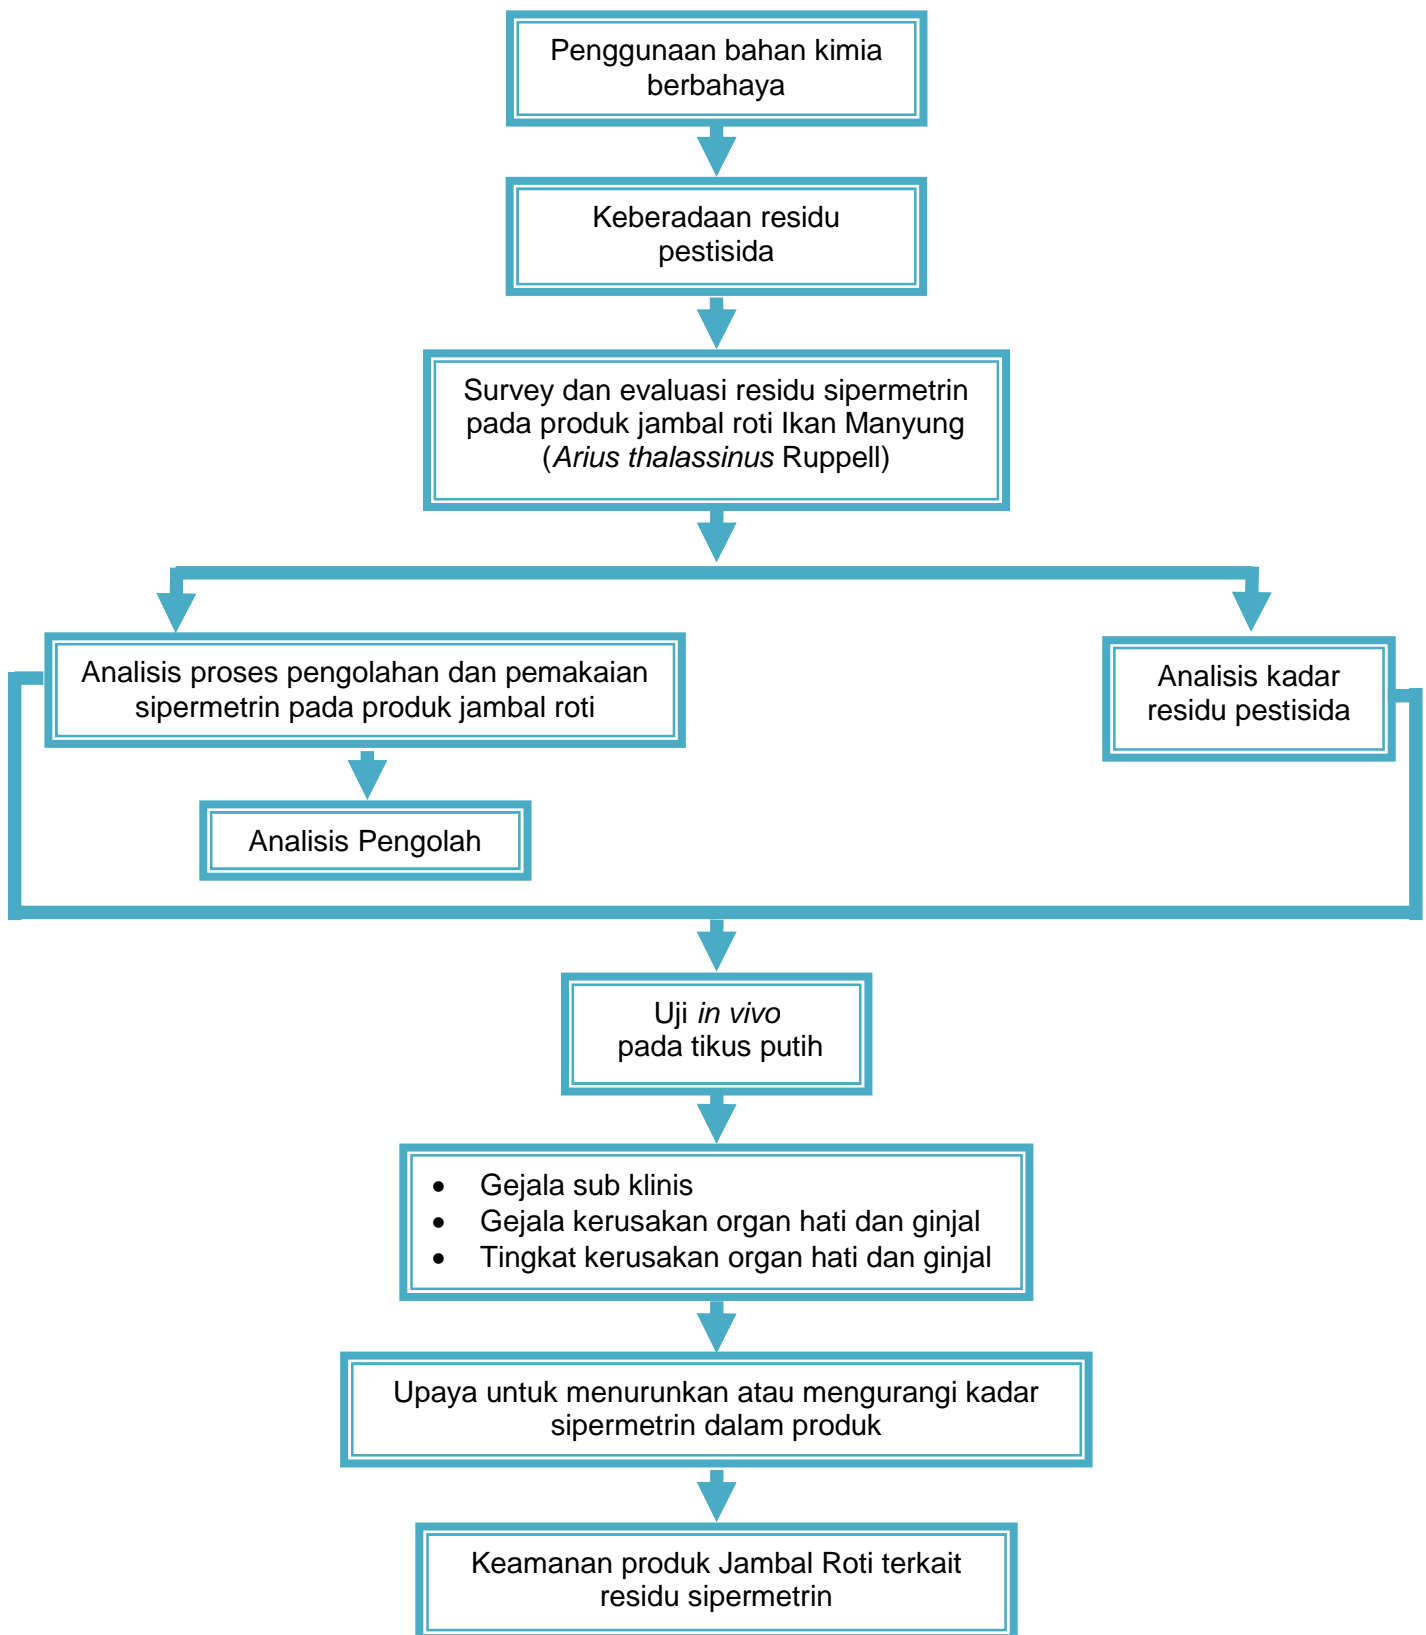 Penggunaan bahan kimia
berbahaya
Keberadaan residu
pestisida
Survey dan evaluasi residu sipermetrin
pada produk jambal roti Ikan Manyung
(Arius thalassinus Ruppell)
Analisis proses pengolahan dan pemakaian
sipermetrin pada produk jambal roti
Analisis kadar
residu pestisida
Analisis Pengolah
Uji in vivo
pada tikus putih
• Gejala sub klinis
• Gejala kerusakan organ hati dan ginjal
• Tingkat kerusakan organ hati dan ginjal
Upaya untuk menurunkan atau mengurangi kadar
sipermetrin dalam produk
Keamanan produk Jambal Roti terkait
residu sipermetrin